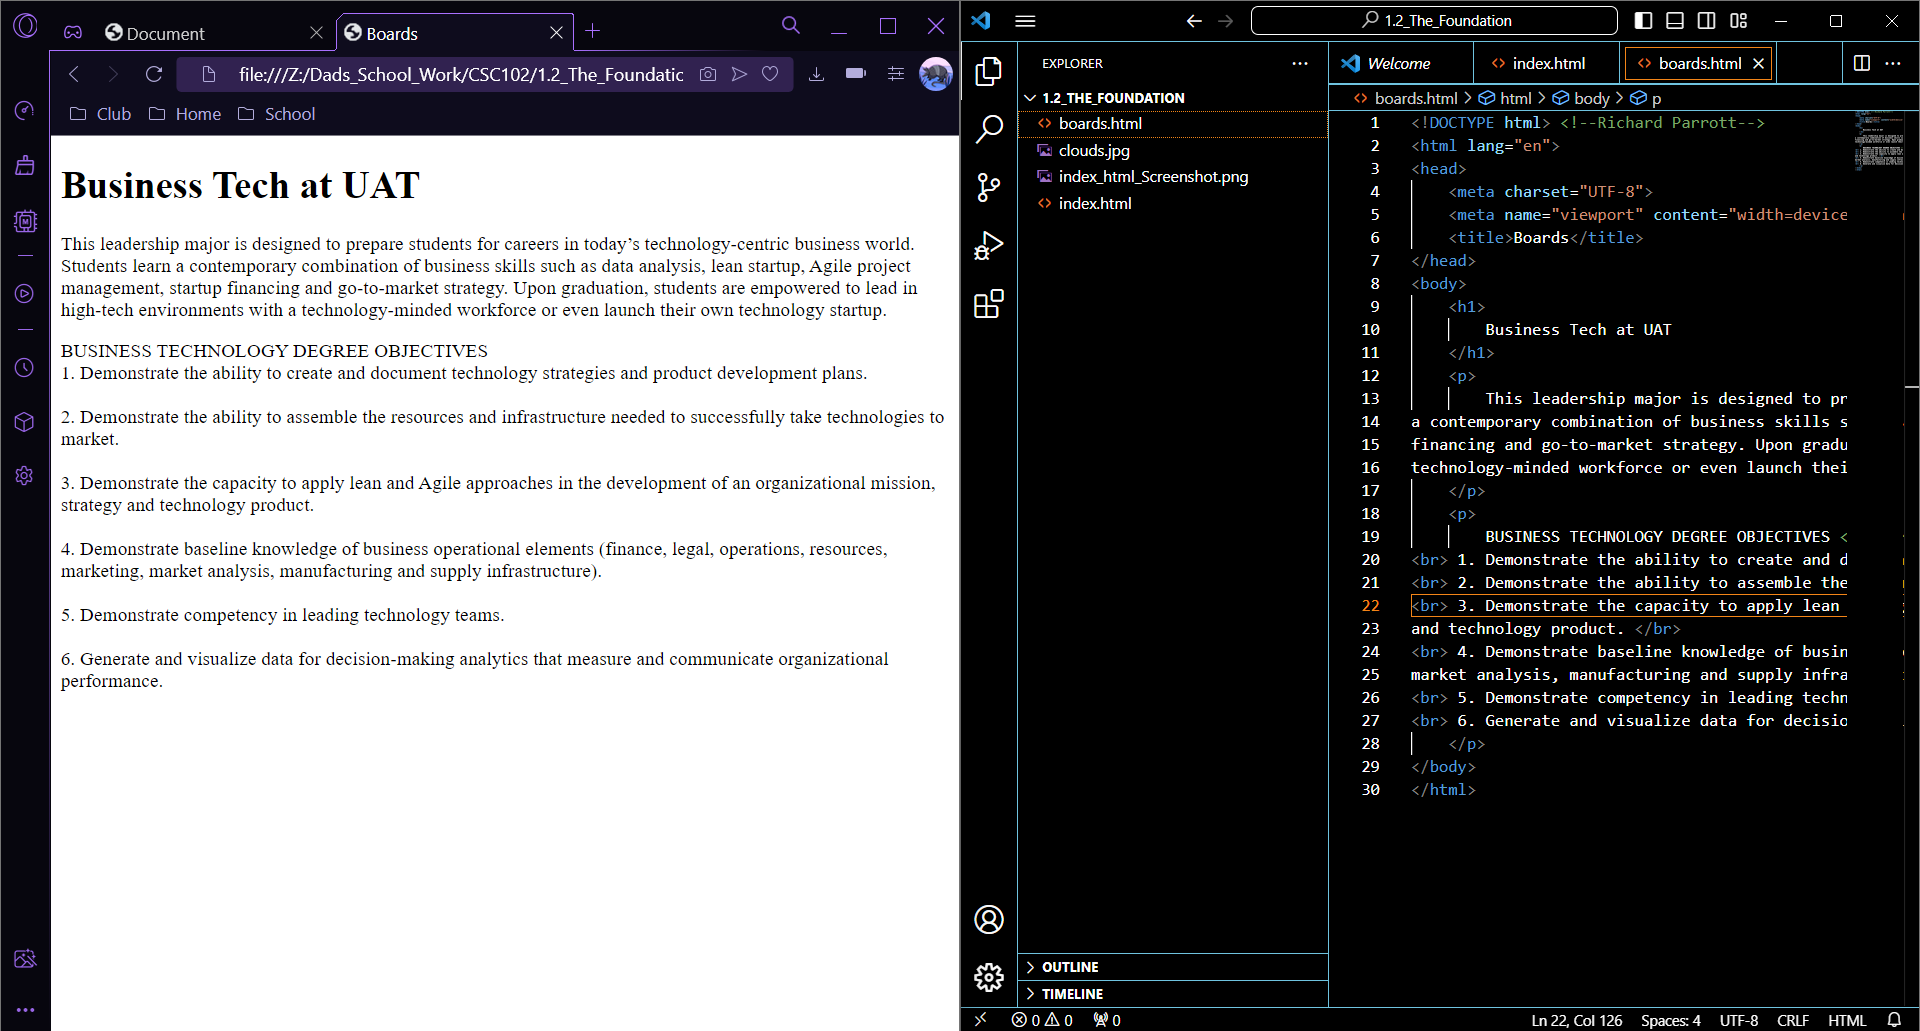 Document
Boards
file:///Z:/Dads_School_Work/CSC102/1.2_The_Foundatic
Club Home School
Business Tech at UAT
This leadership major is designed to prepare students for careers in today’s technology-centric business world.
Students learn a contemporary combination of business skills such as data analysis, lean startup, Agile project
management, startup financing and go-to-market strategy. Upon graduation, students are empowered to lead in
high-tech environments with a technology-minded workforce or even launch their own technology startup.
BUSINESS TECHNOLOGY DEGREE OBJECTIVES
1. Demonstrate the ability to create and document technology strategies and product development plans.
2. Demonstrate the ability to assemble the resources and infrastructure needed to successfully take technologies to
market.
3. Demonstrate the capacity to apply lean and Agile approaches in the development of an organizational mission,
strategy and technology product.
4. Demonstrate baseline knowledge of business operational elements (finance, legal, operations, resources,
marketing, market analysis, manufacturing and supply infrastructure).
5. Demonstrate competency in leading technology teams.
6. Generate and visualize data for decision-making analytics that measure and communicate organizational
performance.
1.2_The_Foundation
EXPLORER
1.2_THE_FOUNDATION
boards.html
clouds.jpg
index_html_Screenshot.png
index.html
OUTLINE
TIMELINE
Welcome index.html boards.html
boards.html > html > body > p
1 <!DOCTYPE html> <!--Richard Parrott-->
2 <html lang="en">
3 <head>
4 <meta charset="UTF-8">
5 <meta name="viewport" content="width=device
6 <title>Boards</title>
7 </head>
8 <body>
9 <h1>
10 Business Tech at UAT
11 </h1>
12 <p>
13 This leadership major is designed to pr
14 a contemporary combination of business skills s
15 financing and go-to-market strategy. Upon gradu
16 technology-minded workforce or even launch thei
17 </p>
18 <p>
19 BUSINESS TECHNOLOGY DEGREE OBJECTIVES <
20 <br> 1. Demonstrate the ability to create and d
21 <br> 2. Demonstrate the ability to assemble the
22 <br> 3. Demonstrate the capacity to apply lean
23 and technology product. </br>
24 <br> 4. Demonstrate baseline knowledge of busin
25 market analysis, manufacturing and supply infra
26 <br> 5. Demonstrate competency in leading techn
27 <br> 6. Generate and visualize data for decisio
28 </p>
29 </body>
30 </html>
0 0 0 Ln 22, Col 126 Spaces: 4 UTF-8 CRLF HTML